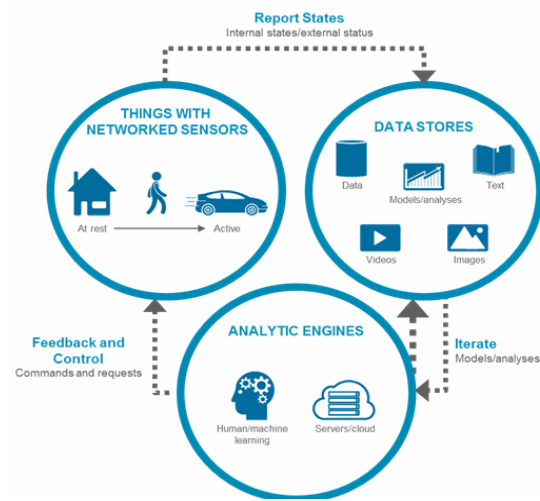 Report States
Internal states/external status
THINGS WITH
NETWORKED SENSORS
At rest
Active
DATA STORES
Data
Models/analyses
Text
Videos
Images
Feedback and
Control
Commands and requests
ANALYTIC ENGINES
Human/machine
learning
Servers/cloud
Iterate
Models/analyses